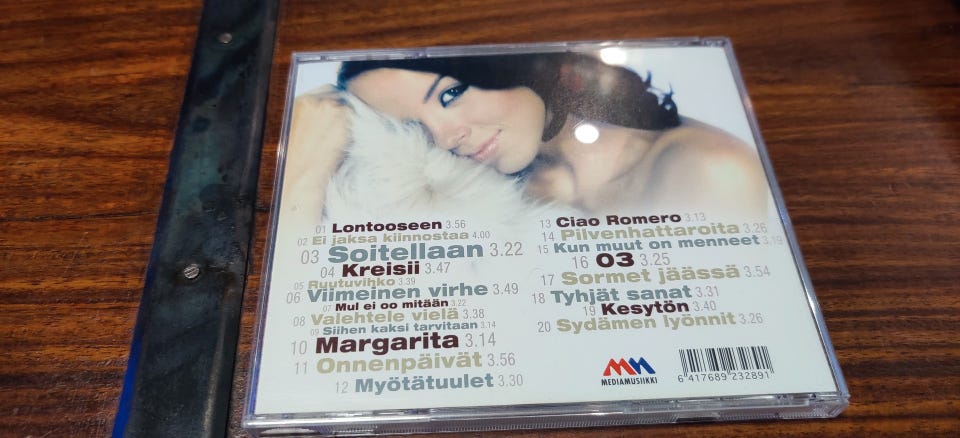 01 Lontooseen 3.56
02 Ei jaksa kiinnostaa 4.00
03 Soitellaan 3.22
04 Kreisii 3.47
05 Ruutuvihko 3.39
06 Viimeinen virhe 3.49
07 Mul ei oo mitään 3.22
08 Valehtele vielä 3.38
09 Siihen kaksi tarvitaan 3.14
10 Margarita 3.14
11 Onnenpäivät 3.56
12 Myötätuulet 3.30
13 Ciao Romero 3.13
14 Pilvenhattaroita 3.26
15 Kun muut on menneet 3.19
16 03 3.25
17 Sormet jäässä 3.54
18 Tyhjät sanat 3.31
19 Kesytön 3.40
20 Sydämen lyönnit 3.26
MM
MEDIAMUSIIKKI
6 417689 232891